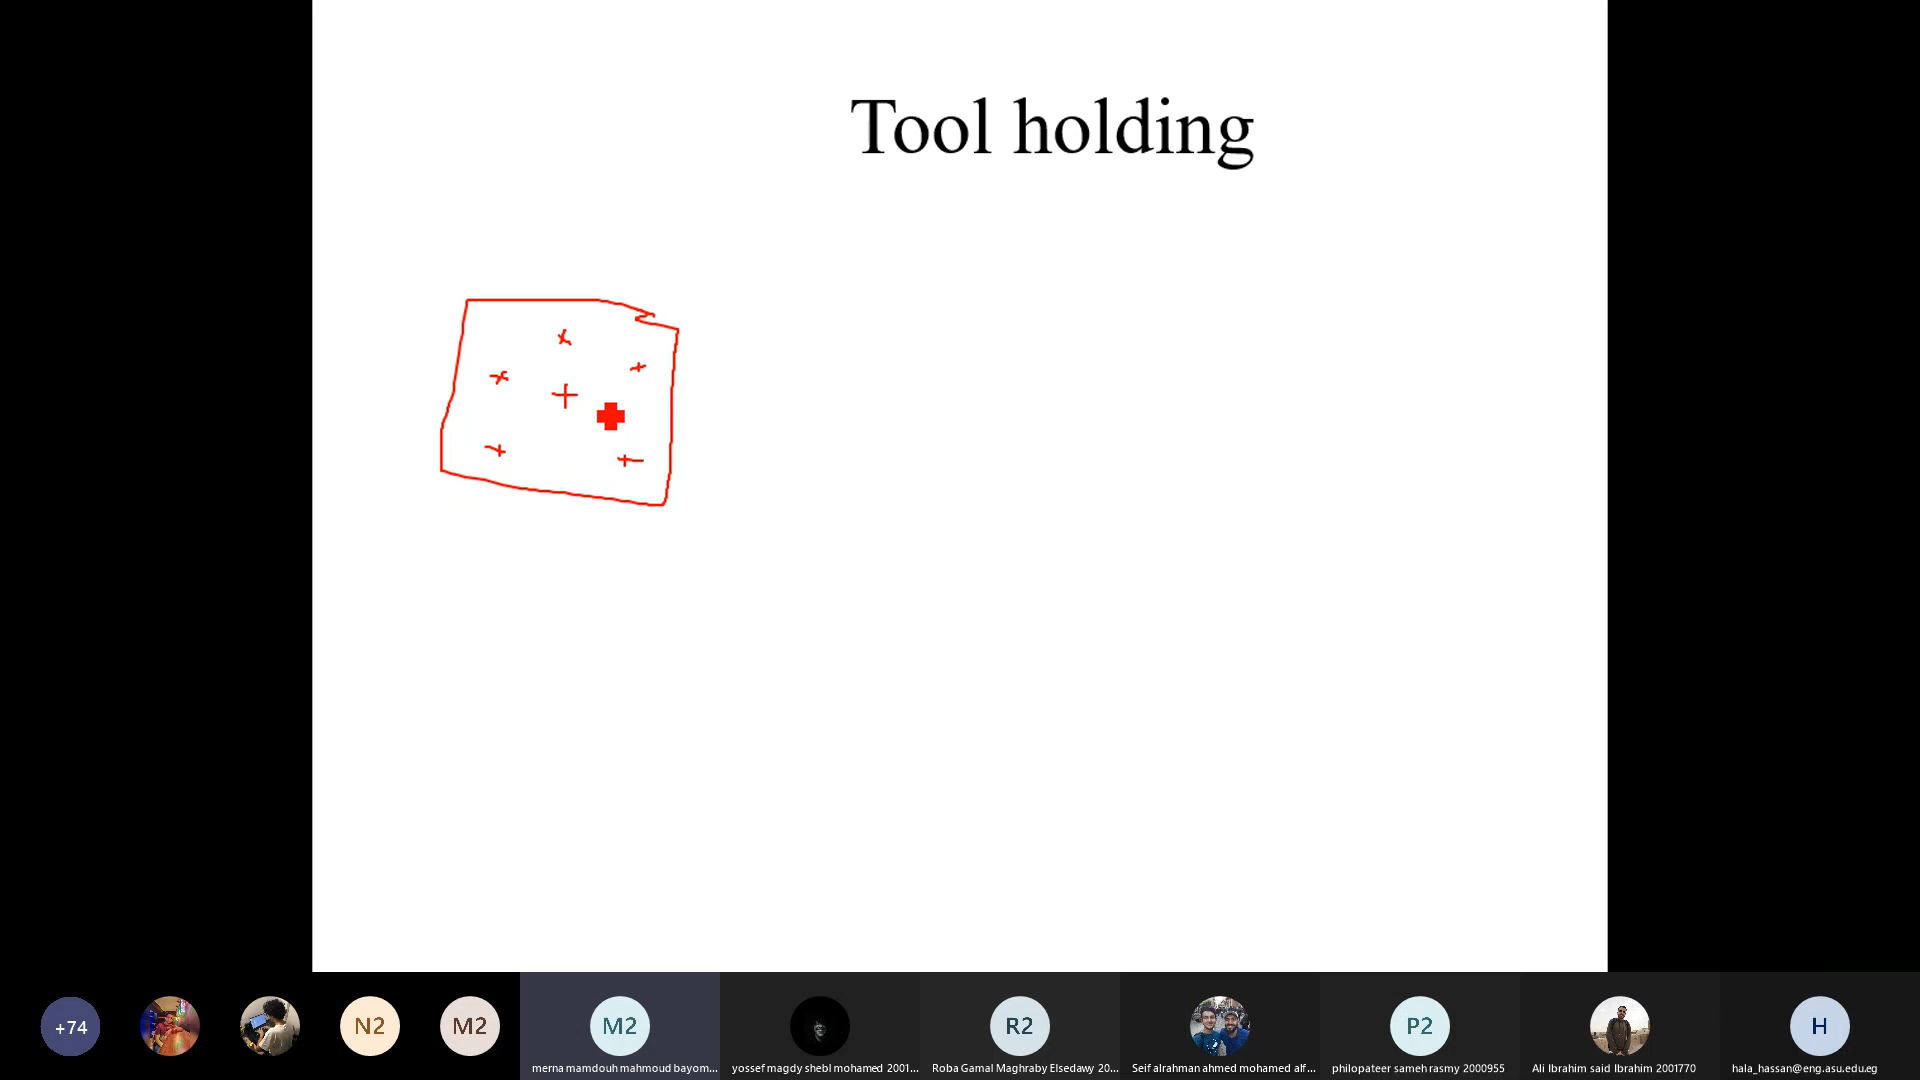 Tool holding
+74
N2
M2
M2
R2
P2
H
merna mamdouh mahmoud bayom...
yossef magdy shebl mohamed 2001...
Roba Gamal Maghraby Elsedawy 20...
Seif alrahman ahmed mohamed alf...
philopateer sameh rasmy 2000955
Ali Ibrahim said Ibrahim 2001770
hala_hassan@eng.asu.edu.eg